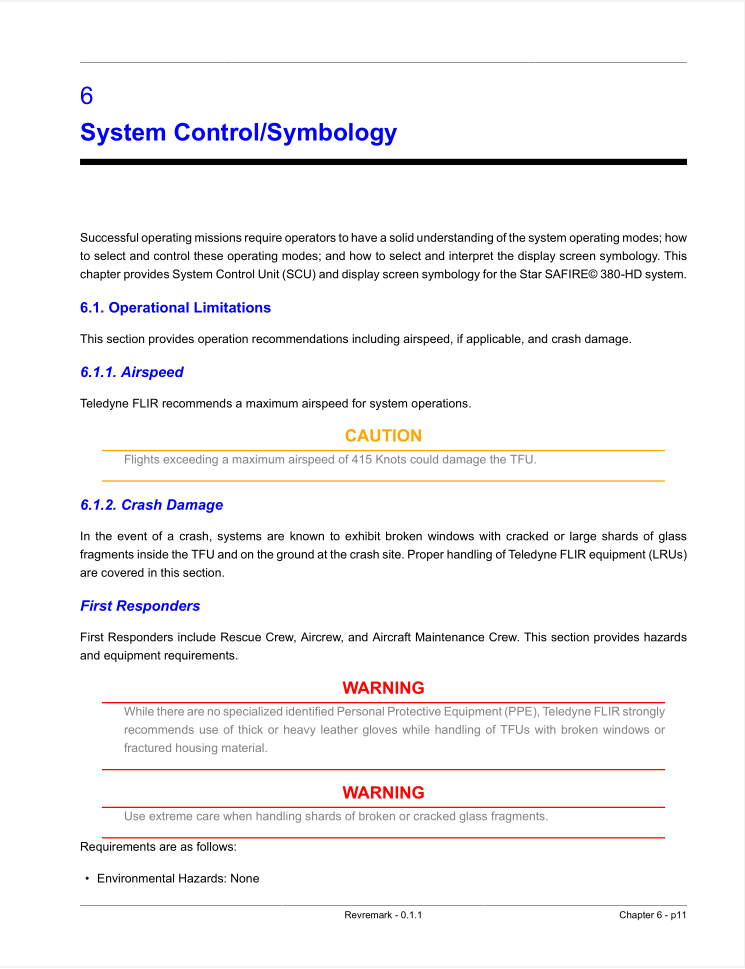 6
System Control/Symbology
Successful operating missions require operators to have a solid understanding of the system operating modes; how
to select and control these operating modes; and how to select and interpret the display screen symbology. This
chapter provides System Control Unit (SCU) and display screen symbology for the Star SAFIRE© 380-HD system.
6.1. Operational Limitations
This section provides operation recommendations including airspeed, if applicable, and crash damage.
6.1.1. Airspeed
Teledyne FLIR recommends a maximum airspeed for system operations.
CAUTION
Flights exceeding a maximum airspeed of 415 Knots could damage the TFU.
6.1.2. Crash Damage
In the event of a crash, systems are known to exhibit broken windows with cracked or large shards of glass
fragments inside the TFU and on the ground at the crash site. Proper handling of Teledyne FLIR equipment (LRUs)
are covered in this section.
First Responders
First Responders include Rescue Crew, Aircrew, and Aircraft Maintenance Crew. This section provides hazards
and equipment requirements.
WARNING
While there are no specialized identified Personal Protective Equipment (PPE), Teledyne FLIR strongly
recommends use of thick or heavy leather gloves while handling of TFUs with broken windows or
fractured housing material.
WARNING
Use extreme care when handling shards of broken or cracked glass fragments.
Requirements are as follows:
• Environmental Hazards: None
Revremark - 0.1.1 Chapter 6 - p11